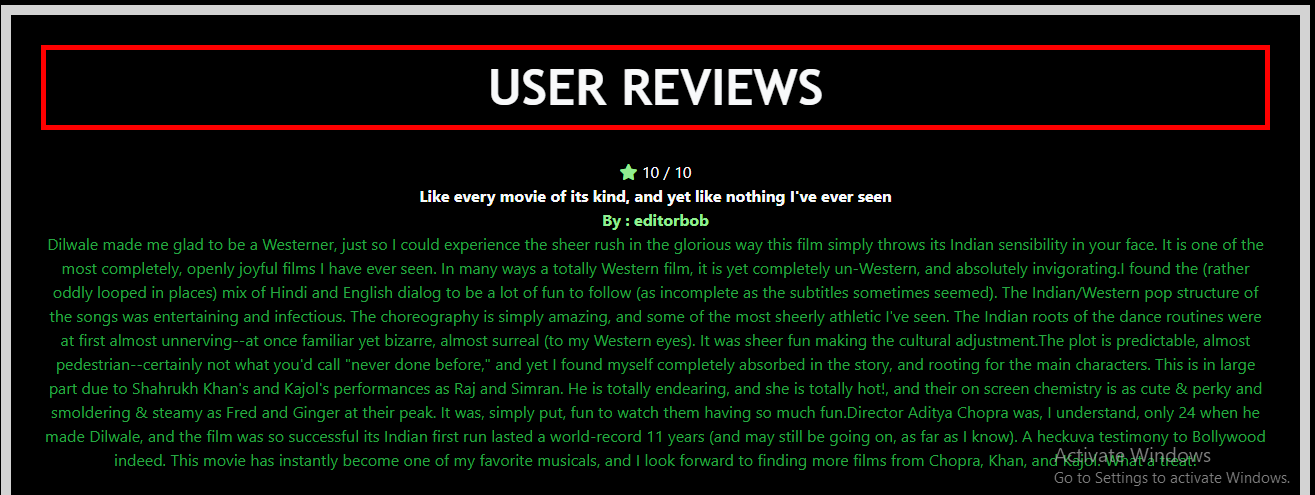 USER REVIEWS
10 / 10
Like every movie of its kind, and yet like nothing I've ever seen
By : editorbob
Dilwale made me glad to be a Westerner, just so I could experience the sheer rush in the glorious way this film simply throws its Indian sensibility in your face. It is one of the
most completely, openly joyful films I have ever seen. In many ways a totally Western film, it is yet completely un-Western, and absolutely invigorating.I found the (rather
oddly looped in places) mix of Hindi and English dialog to be a lot of fun to follow (as incomplete as the subtitles sometimes seemed). The Indian/Western pop structure of
the songs was entertaining and infectious. The choreography is simply amazing, and some of the most sheerly athletic I've seen. The Indian roots of the dance routines were
at first almost unnerving--at once familiar yet bizarre, almost surreal (to my Western eyes). It was sheer fun making the cultural adjustment.The plot is predictable, almost
pedestrian--certainly not what you'd call "never done before," and yet I found myself completely absorbed in the story, and rooting for the main characters. This is in large
part due to Shahrukh Khan's and Kajol's performances as Raj and Simran. He is totally endearing, and she is totally hot!, and their on screen chemistry is as cute & perky and
smoldering & steamy as Fred and Ginger at their peak. It was, simply put, fun to watch them having so much fun.Director Aditya Chopra was, I understand, only 24 when he
made Dilwale, and the film was so successful its Indian first run lasted a world-record 11 years (and may still be going on, as far as I know). A heckuva testimony to Bollywood
indeed. This movie has instantly become one of my favorite musicals, and I look forward to finding more films from Chopra, Khan, and Kajol. What a treat!
Activate Windows
Go to Settings to activate Windows.